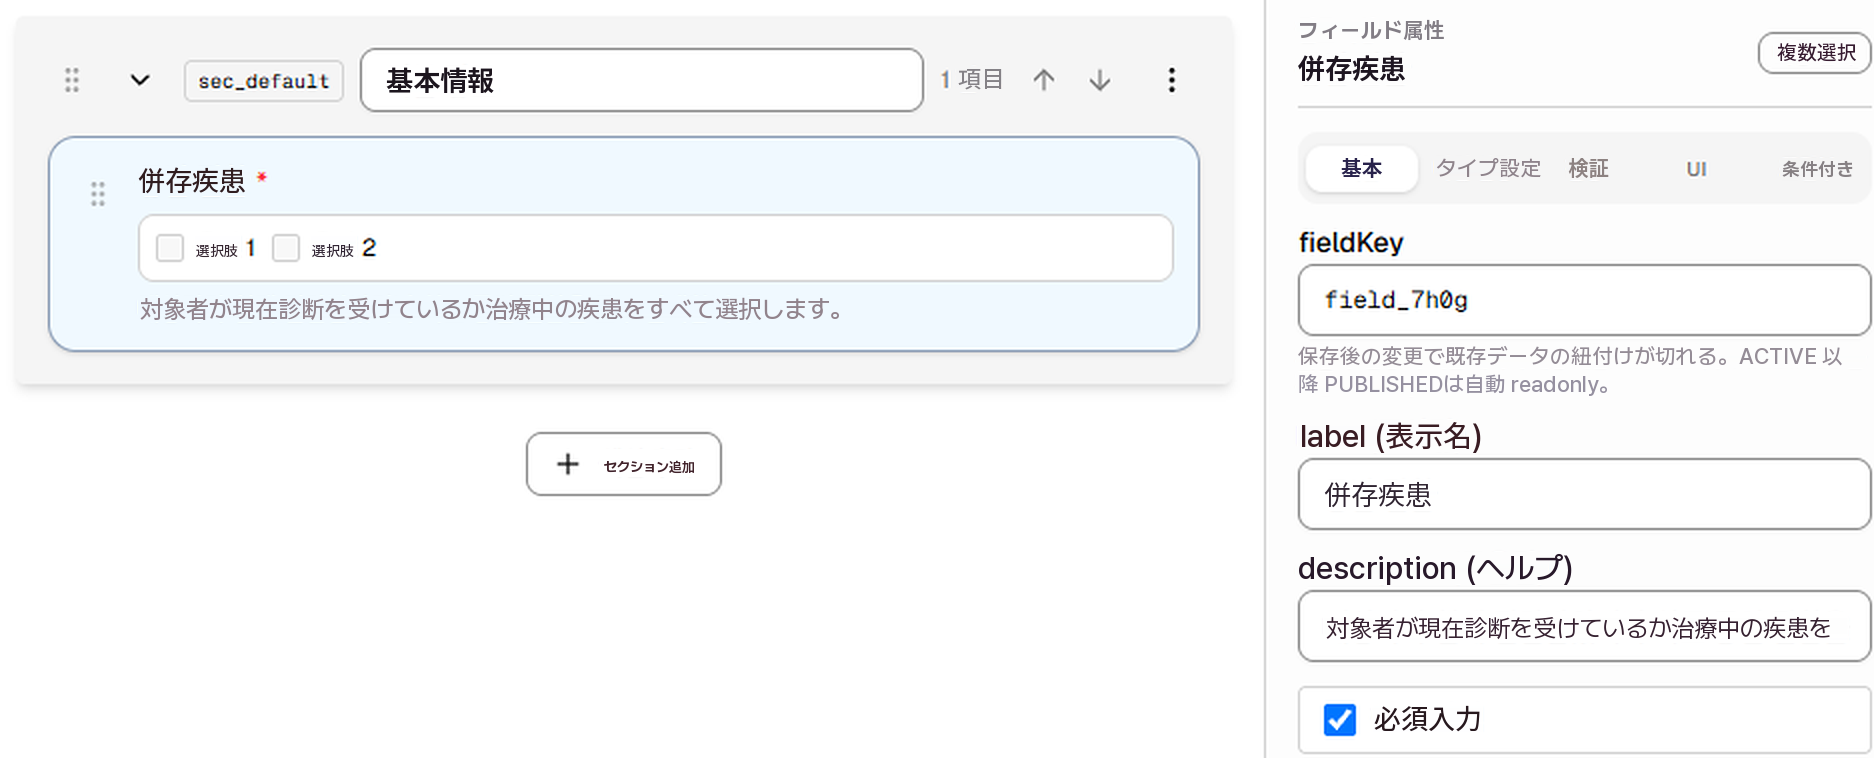 sec_default 基本情報 1 項目
併存疾患 *
選択肢 1 選択肢 2
対象者が現在診断を受けているか治療中の疾患をすべて選択します。
+ セクション追加
フィールド属性
併存疾患
複数選択
基本 タイプ設定 検証 UI 条件付き
fieldKey
field_7h0g
保存後の変更で既存データの紐付けが切れる。ACTIVE 以
降 PUBLISHEDは自動 readonly。
label (表示名)
併存疾患
description (ヘルプ)
対象者が現在診断を受けているか治療中の疾患を
必須入力